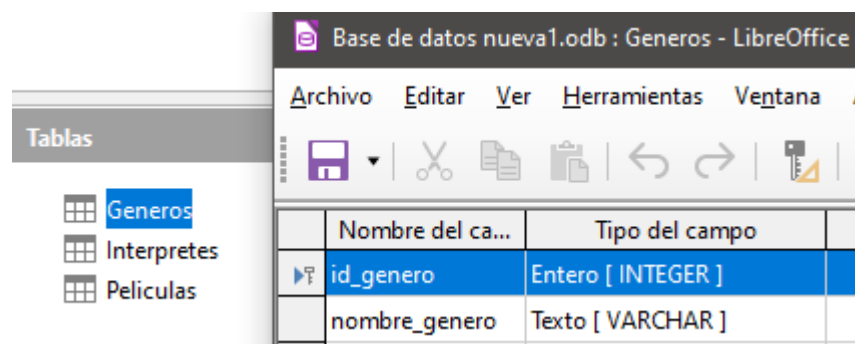 Base de datos nueva1.odb : Generos - LibreOffice
Archivo Editar Ver Herramientas Ventana
Tablas
Generos
Interpretes
Peliculas
Nombre del ca... Tipo del campo
id_genero Entero [ INTEGER ]
nombre_genero Texto [ VARCHAR ]